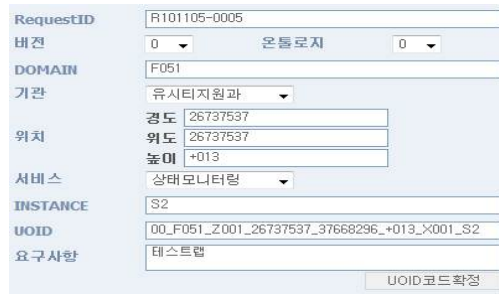 RequestID R101105-0005
버전 0 온톨로지 0
DOMAIN F051
기관 유시티지원과
경도 26737537
위치 위도 26737537
높이 +013
서비스 상태모니터링
INSTANCE S2
UOID 00_F051_Z001_26737537_37668296_+013_X001_S2
요구사항 테스트랩
UOID코드확정